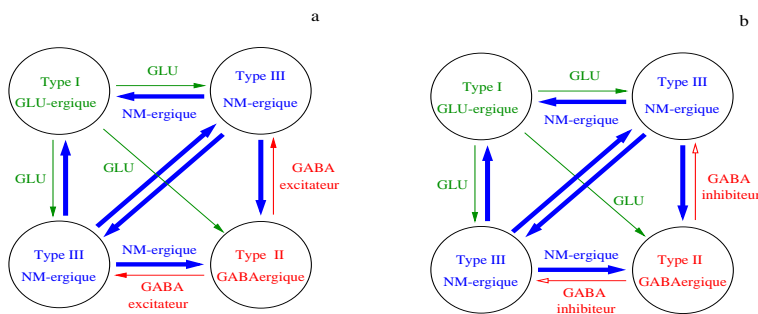 a
Type I
GLU-ergique
GLU
NM-ergique
Type III
NM-ergique
GLU
GLU
GABA
excitateur
Type III
NM-ergique
NM-ergique
GABA
excitateur
Type II
GABAergique
b
Type I
GLU-ergique
GLU
NM-ergique
Type III
NM-ergique
GLU
GLU
GABA
inhibiteur
Type III
NM-ergique
NM-ergique
GABA
inhibiteur
Type II
GABAergique